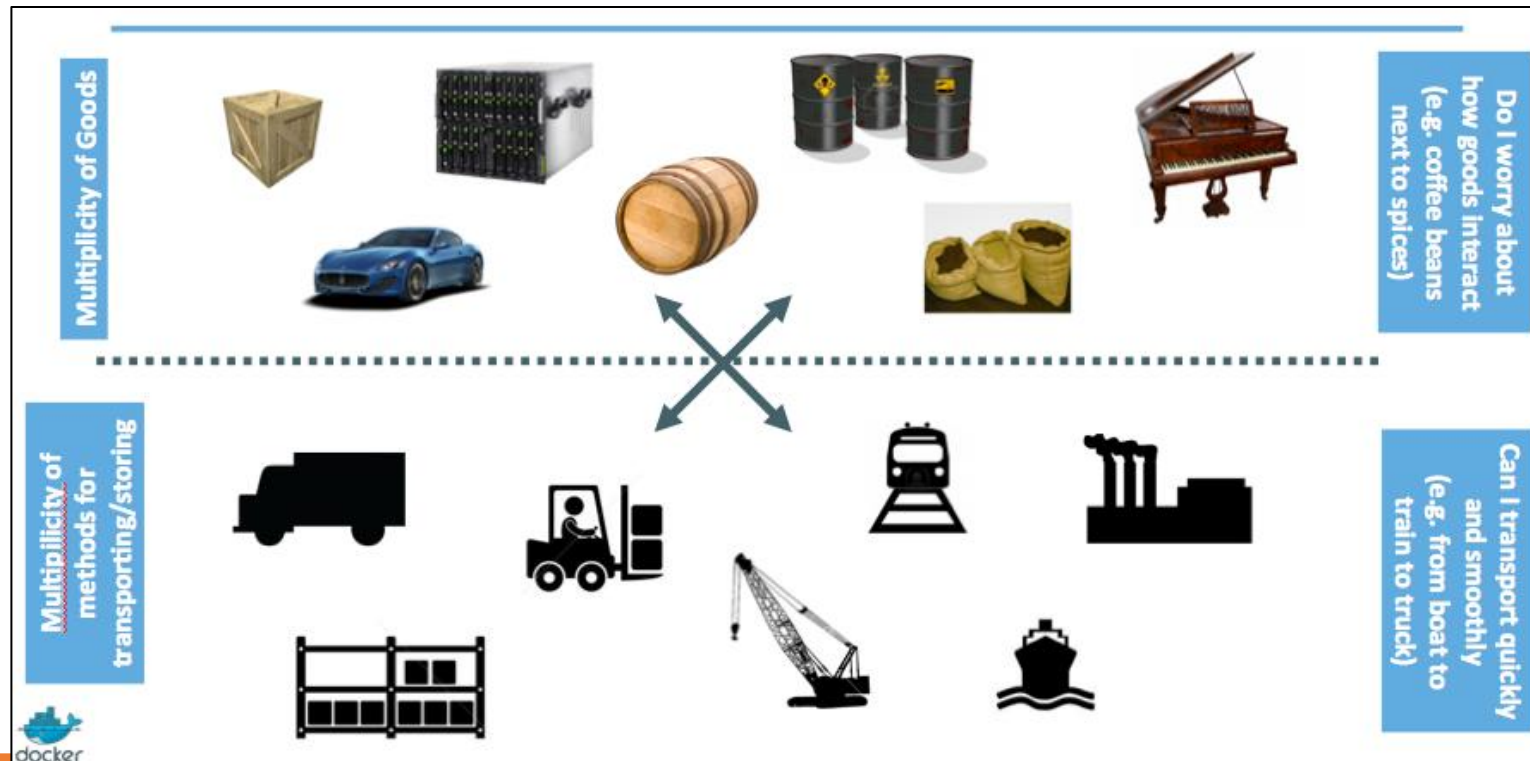 Multiplicity of Goods
Do I worry about
how goods interact
(e.g. coffee beans
next to spices)
Multipilicity of
methods for
transporting/storing
Can I transport quickly
and smoothly
(e.g. from boat to
train to truck)
docker